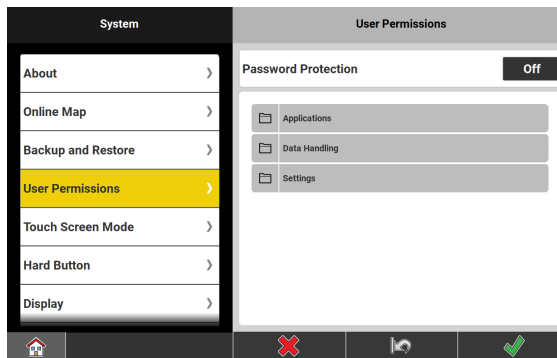 System
User Permissions
About
Password Protection
Off
Online Map
Applications
Backup and Restore
Data Handling
User Permissions
Settings
Touch Screen Mode
Hard Button
Display